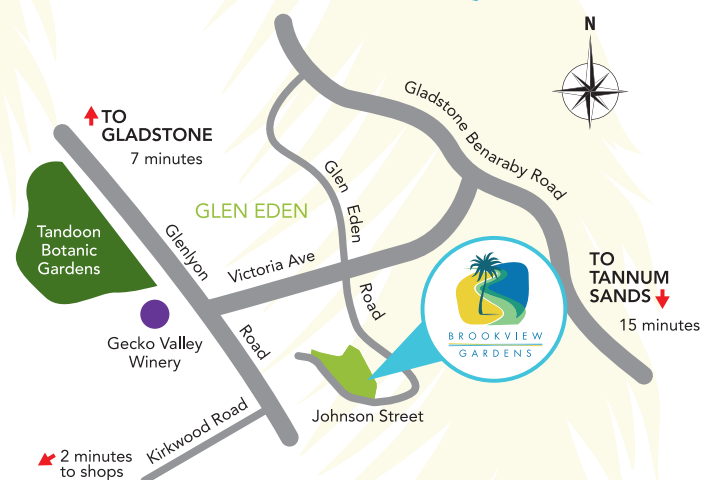 N
TO
GLADSTONE
7 minutes
Gladstone Benaraby Road
Glen Eden Road
GLEN EDEN
Tandoon
Botanic
Gardens
Glenlyon Road
Victoria Ave
TO
TANNUM
SANDS
15 minutes
BROOKVIEW
GARDENS
Gecko Valley
Winery
Johnson Street
Kirkwood Road
2 minutes
to shops